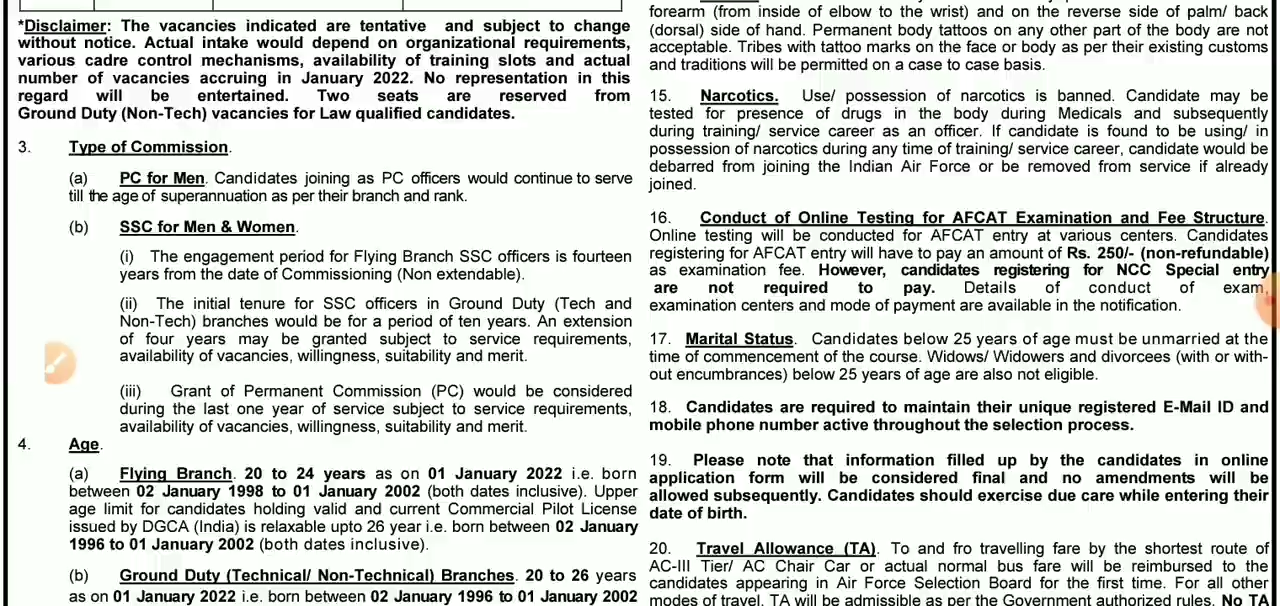 *Disclaimer: The vacancies indicated are tentative and subject to change
without notice. Actual intake would depend on organizational requirements,
various cadre control mechanisms, availability of training slots and actual
number of vacancies accruing in January 2022. No representation in this
regard will be entertained. Two seats are reserved from
Ground Duty (Non-Tech) vacancies for Law qualified candidates.
3. Type of Commission.
(a) PC for Men. Candidates joining as PC officers would continue to serve
till the age of superannuation as per their branch and rank.
(b) SSC for Men & Women.
(i) The engagement period for Flying Branch SSC officers is fourteen
years from the date of Commissioning (Non extendable).
(ii) The initial tenure for SSC officers in Ground Duty (Tech and
Non-Tech) branches would be for a period of ten years. An extension
of four years may be granted subject to service requirements,
availability of vacancies, willingness, suitability and merit.
(iii) Grant of Permanent Commission (PC) would be considered
during the last one year of service subject to service requirements,
availability of vacancies, willingness, suitability and merit.
4. Age.
(a) Flying Branch. 20 to 24 years as on 01 January 2022 i.e. born
between 02 January 1998 to 01 January 2002 (both dates inclusive). Upper
age limit for candidates holding valid and current Commercial Pilot License
issued by DGCA (India) is relaxable upto 26 year i.e. born between 02 January
1996 to 01 January 2002 (both dates inclusive).
(b) Ground Duty (Technical/ Non-Technical) Branches. 20 to 26 years
as on 01 January 2022 i.e. born between 02 January 1996 to 01 January 2002
forearm (from inside of elbow to the wrist) and on the reverse side of palm/ back
(dorsal) side of hand. Permanent body tattoos on any other part of the body are not
acceptable. Tribes with tattoo marks on the face or body as per their existing customs
and traditions will be permitted on a case to case basis.
15. Narcotics. Use/ possession of narcotics is banned. Candidate may be
tested for presence of drugs in the body during Medicals and subsequently
during training/ service career as an officer. If candidate is found to be using/ in
possession of narcotics during any time of training/ service career, candidate would be
debarred from joining the Indian Air Force or be removed from service if already
joined.
16. Conduct of Online Testing for AFCAT Examination and Fee Structure.
Online testing will be conducted for AFCAT entry at various centers. Candidates
registering for AFCAT entry will have to pay an amount of Rs. 250/- (non-refundable)
as examination fee. However, candidates registering for NCC Special entry
are not required to pay. Details of conduct of exam,
examination centers and mode of payment are available in the notification.
17. Marital Status. Candidates below 25 years of age must be unmarried at the
time of commencement of the course. Widows/ Widowers and divorcees (with or with-
out encumbrances) below 25 years of age are also not eligible.
18. Candidates are required to maintain their unique registered E-Mail ID and
mobile phone number active throughout the selection process.
19. Please note that information filled up by the candidates in online
application form will be considered final and no amendments will be
allowed subsequently. Candidates should exercise due care while entering their
date of birth.
20. Travel Allowance (TA). To and fro travelling fare by the shortest route of
AC-III Tier/ AC Chair Car or actual normal bus fare will be reimbursed to the
candidates appearing in Air Force Selection Board for the first time. For all other
modes of travel, TA will be admissible as per the Government authorized rules. No TA